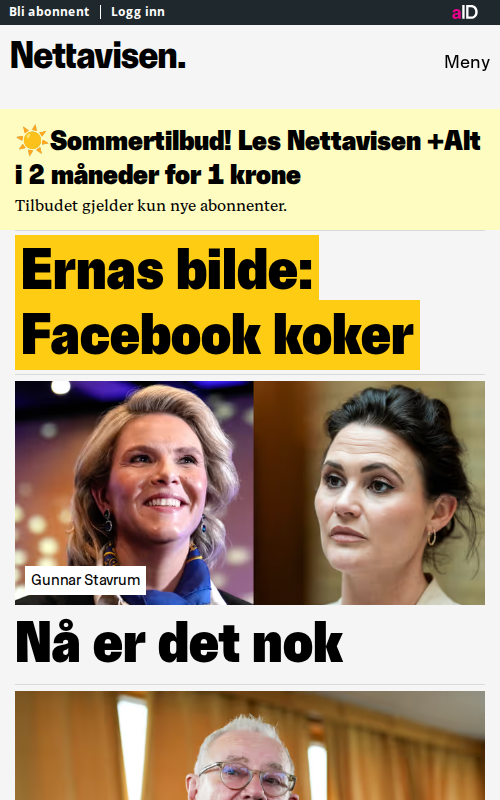 Bli abonnent
Logg inn
aID
Nettavisen.
Meny
Sommertilbud! Les Nettavisen +Alt
i 2 måneder for 1 krone
Tilbudet gjelder kun nye abonnenter.
Ernas bilde:
Facebook koker
Gunnar Stavrum
Nå er det nok